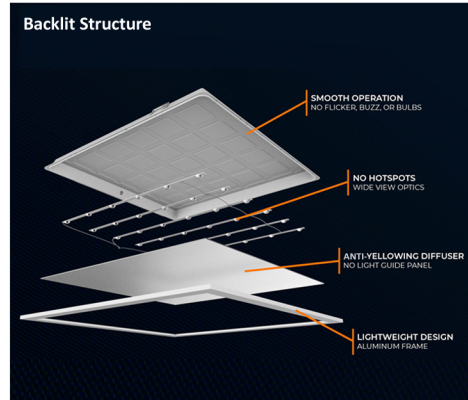 Backlit Structure
SMOOTH OPERATION
NO FLICKER, BUZZ, OR BULBS
NO HOTSPOTS
WIDE VIEW OPTICS
ANTI-YELLOWING DIFFUSER
NO LIGHT GUIDE PANEL
LIGHTWEIGHT DESIGN
ALUMINUM FRAME